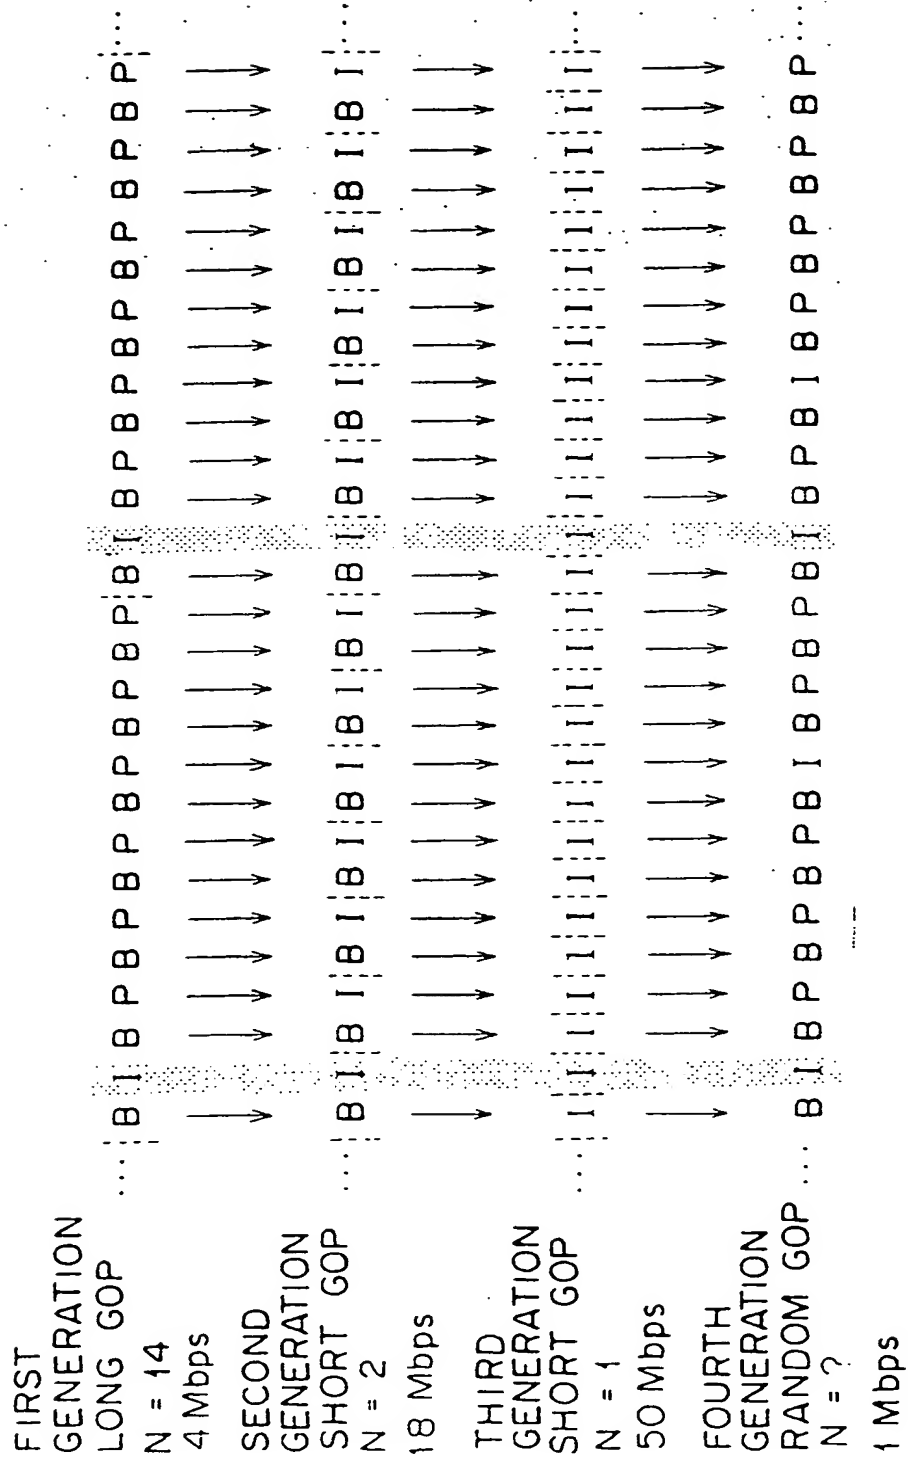 FIRST
GENERATION
LONG GOP .... B I B P B P B P B P B P B P B I B P B P B P B P B P B P ....
N = 14
4 Mbps
SECOND
GENERATION
SHORT GOP .... B I B I B I B I B I B I B I B I B I B I B I B I B I B I ....
N = 2
18 Mbps
THIRD
GENERATION
SHORT GOP .... I I I I I I I I I I I I I I I I I I I I I I I I I I I I ....
N = 1
50 Mbps
FOURTH
GENERATION
RANDOM GOP .... B I B P B P B P B I B P B P B I B P B I B P B P B P B P ....
N = ?
1 Mbps